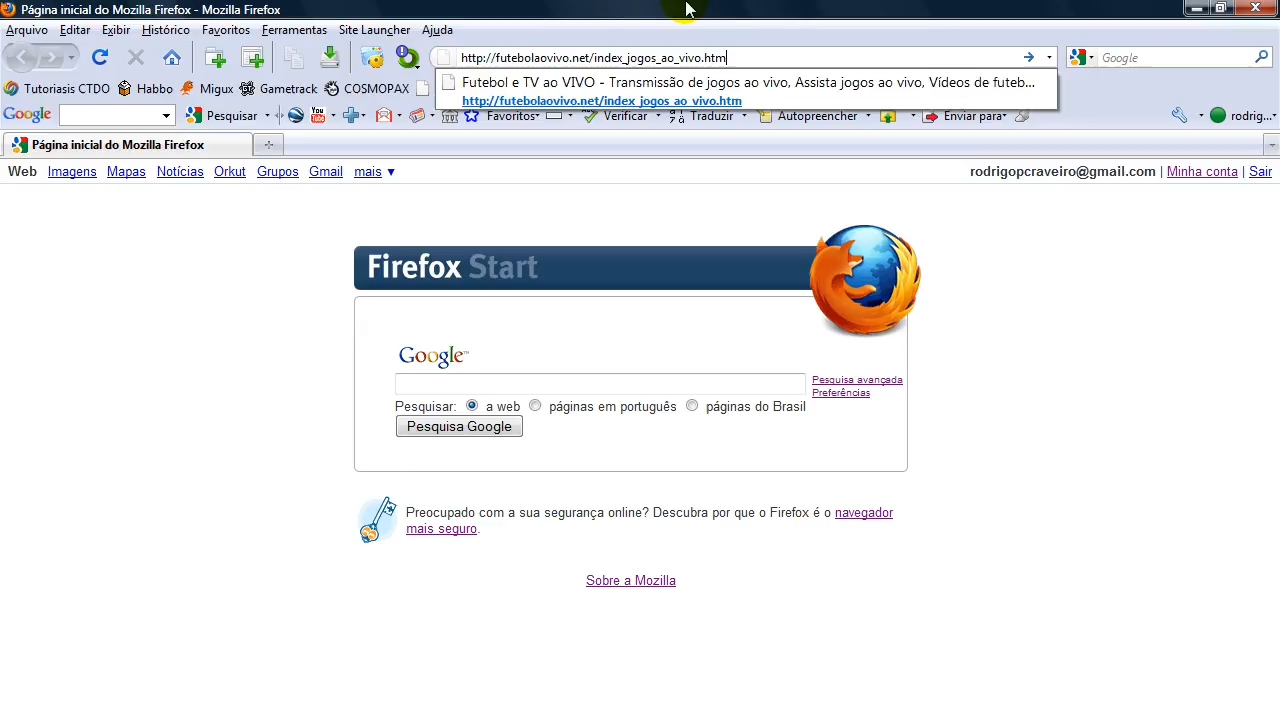 Página inicial do Mozilla Firefox - Mozilla Firefox
Arquivo Editar Exibir Histórico Favoritos Ferramentas Site Launcher Ajuda
http://futebolaovivo.net/index_jogos_ao_vivo.htm Google
Futebol e TV ao VIVO - Transmissão de jogos ao vivo, Assista jogos ao vivo, Vídeos de futeb...
Tutoriasis CTDO Habbo Migux Gametrack COSMOPAX
http://futebolaovivo.net/index_jogos_ao_vivo.htm
Google Pesquisar Favoritos Verificar Traduzir Autopreencher Enviar para rodrig...
Página inicial do Mozilla Firefox
Web Imagens Mapas Notícias Orkut Grupos Gmail mais ▼ rodrigopcraveiro@gmail.com | Minha conta | Sair
Firefox Start
Google™
Pesquisa avançada
Preferências
Pesquisar: a web páginas em português páginas do Brasil
Pesquisa Google
Preocupado com a sua segurança online? Descubra por que o Firefox é o navegador
mais seguro.
Sobre a Mozilla